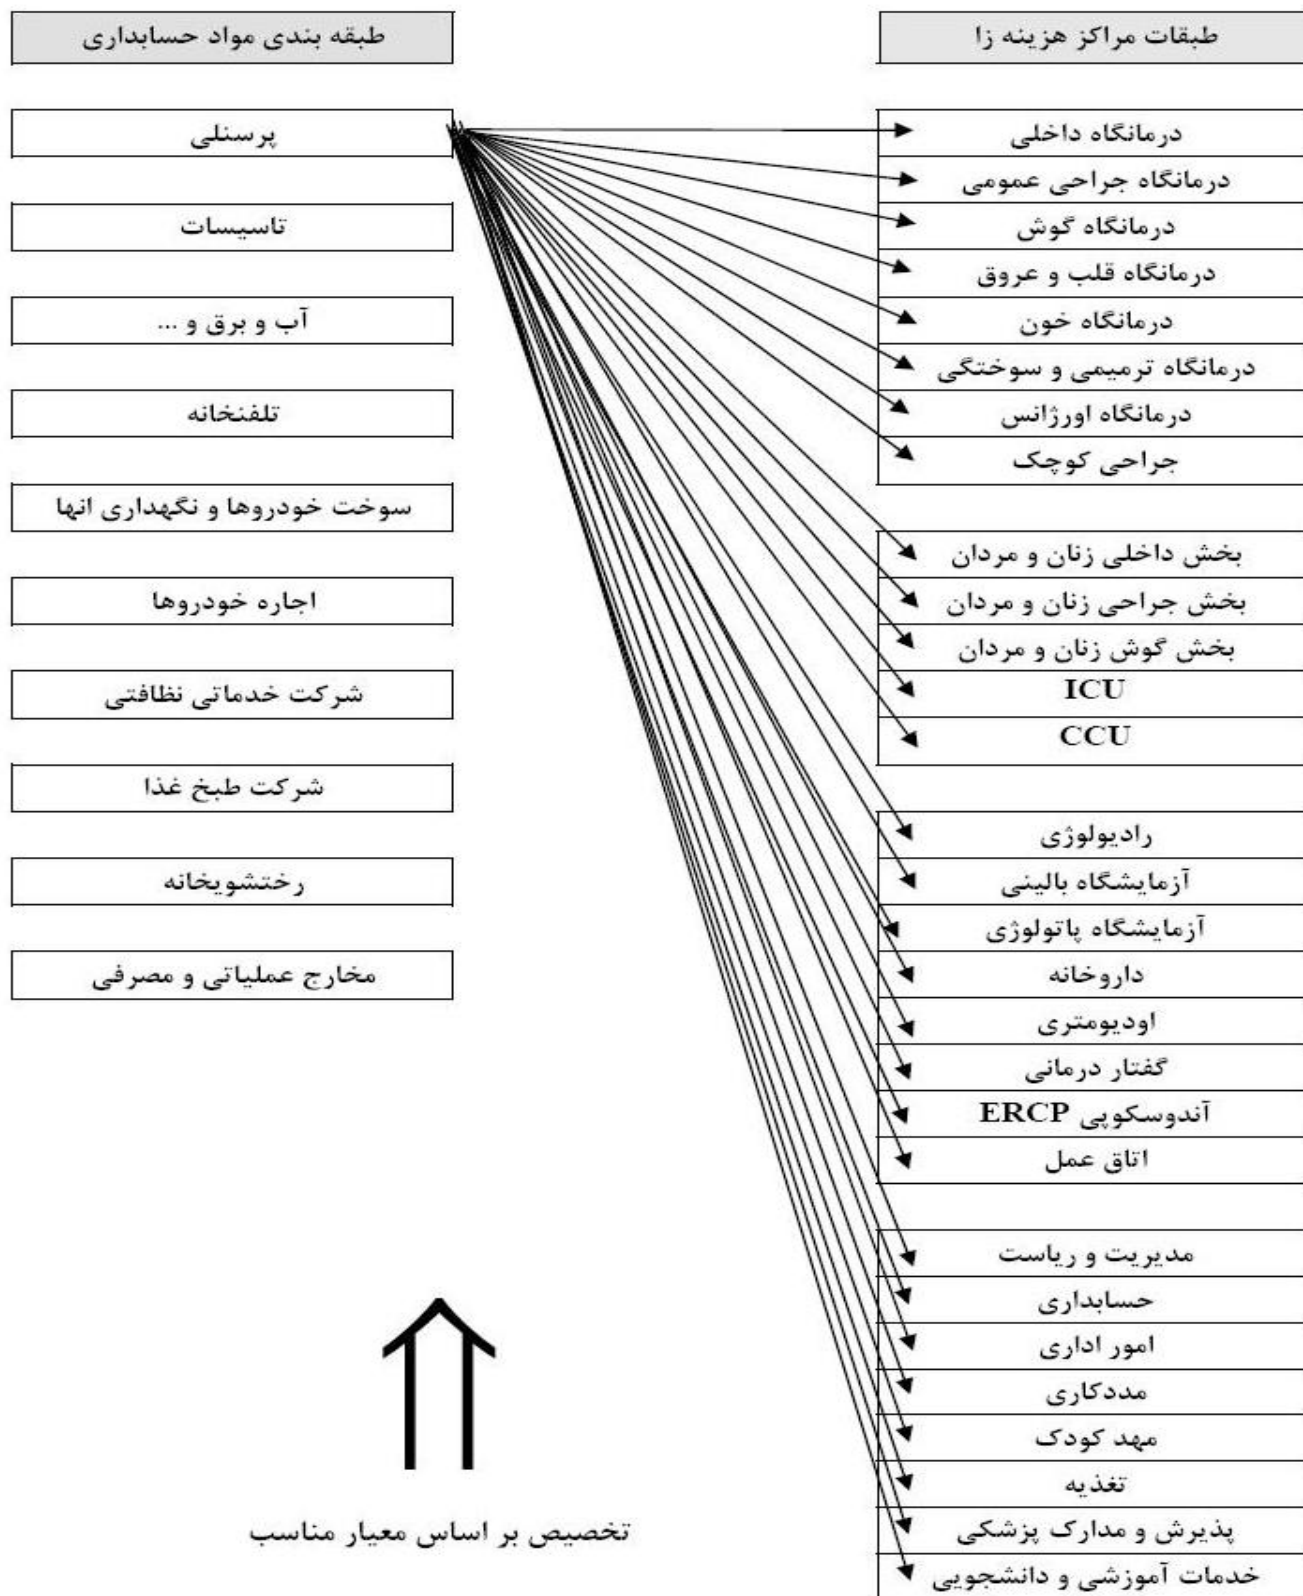 طبقات مراکز هزینه زا
درمانگاه داخلی
درمانگاه جراحی عمومی
درمانگاه گوش
درمانگاه قلب و عروق
درمانگاه خون
درمانگاه ترمیمی و سوختگی
درمانگاه اورژانس
جراحی کوچک
بخش داخلی زنان و مردان
بخش جراحی زنان و مردان
بخش گوش زنان و مردان
ICU
CCU
رادیولوژی
آزمایشگاه بالینی
آزمایشگاه پاتولوژی
داروخانه
اودیومتری
گفتار درمانی
آندوسکوپی ERCP
اتاق عمل
مدیریت و ریاست
حسابداری
امور اداری
مددکاری
مهد کودک
تغذیه
پذیرش و مدارک پزشکی
خدمات آموزشی و دانشجویی
طبقه بندی مواد حسابداری
پرسنلی
تاسیسات
آب و برق و ...
تلفنخانه
سوخت خودروها و نگهداری انها
اجاره خودروها
شرکت خدماتی نظافتی
شرکت طبخ غذا
رختشویخانه
مخارج عملیاتی و مصرفی
تخصیص بر اساس معیار مناسب